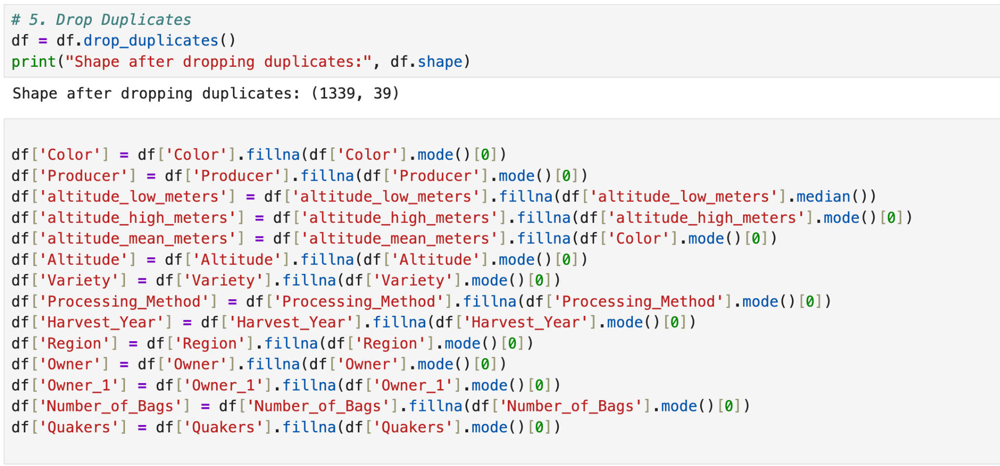 # 5. Drop Duplicates
df = df.drop_duplicates()
print("Shape after dropping duplicates:", df.shape)
Shape after dropping duplicates: (1339, 39)
df['Color'] = df['Color'].fillna(df['Color'].mode()[0])
df['Producer'] = df['Producer'].fillna(df['Producer'].mode()[0])
df['altitude_low_meters'] = df['altitude_low_meters'].fillna(df['altitude_low_meters'].median())
df['altitude_high_meters'] = df['altitude_high_meters'].fillna(df['altitude_high_meters'].mode()[0])
df['altitude_mean_meters'] = df['altitude_mean_meters'].fillna(df['Color'].mode()[0])
df['Altitude'] = df['Altitude'].fillna(df['Altitude'].mode()[0])
df['Variety'] = df['Variety'].fillna(df['Variety'].mode()[0])
df['Processing_Method'] = df['Processing_Method'].fillna(df['Processing_Method'].mode()[0])
df['Harvest_Year'] = df['Harvest_Year'].fillna(df['Harvest_Year'].mode()[0])
df['Region'] = df['Region'].fillna(df['Region'].mode()[0])
df['Owner'] = df['Owner'].fillna(df['Owner'].mode()[0])
df['Owner_1'] = df['Owner_1'].fillna(df['Owner_1'].mode()[0])
df['Number_of_Bags'] = df['Number_of_Bags'].fillna(df['Number_of_Bags'].mode()[0])
df['Quakers'] = df['Quakers'].fillna(df['Quakers'].mode()[0])